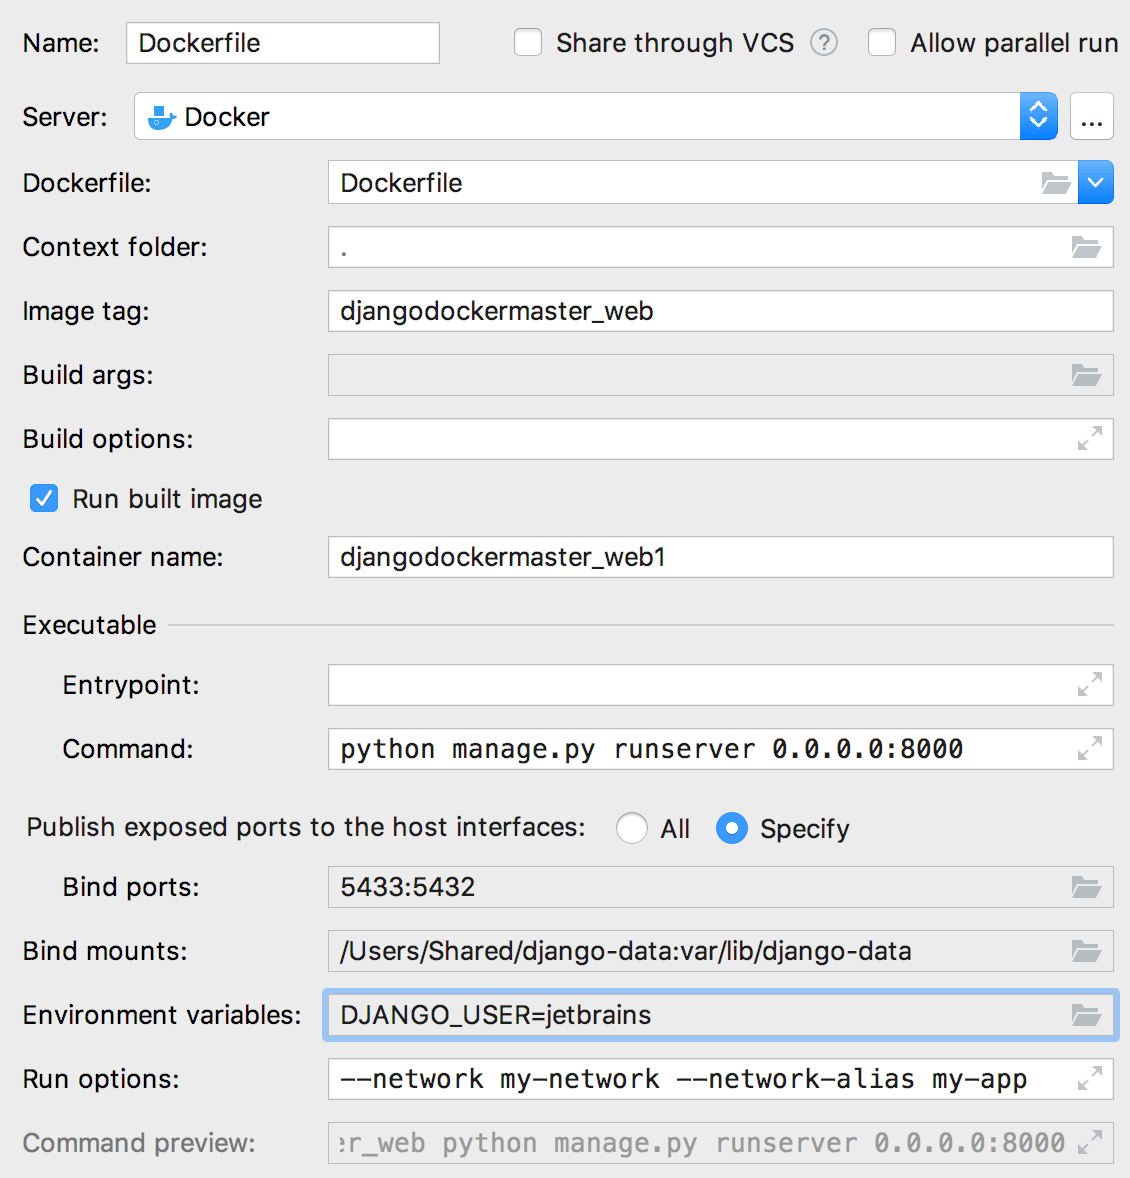 Name: Dockerfile Share through VCS ? Allow parallel run
Server: Docker ...
Dockerfile: Dockerfile
Context folder: .
Image tag: djangodockermaster_web
Build args:
Build options:
Run built image
Container name: djangodockermaster_web1
Executable
Entrypoint:
Command: python manage.py runserver 0.0.0.0:8000
Publish exposed ports to the host interfaces: All Specify
Bind ports: 5433:5432
Bind mounts: /Users/Shared/django-data:var/lib/django-data
Environment variables: DJANGO_USER=jetbrains
Run options: --network my-network --network-alias my-app
Command preview: er_web python manage.py runserver 0.0.0.0:8000